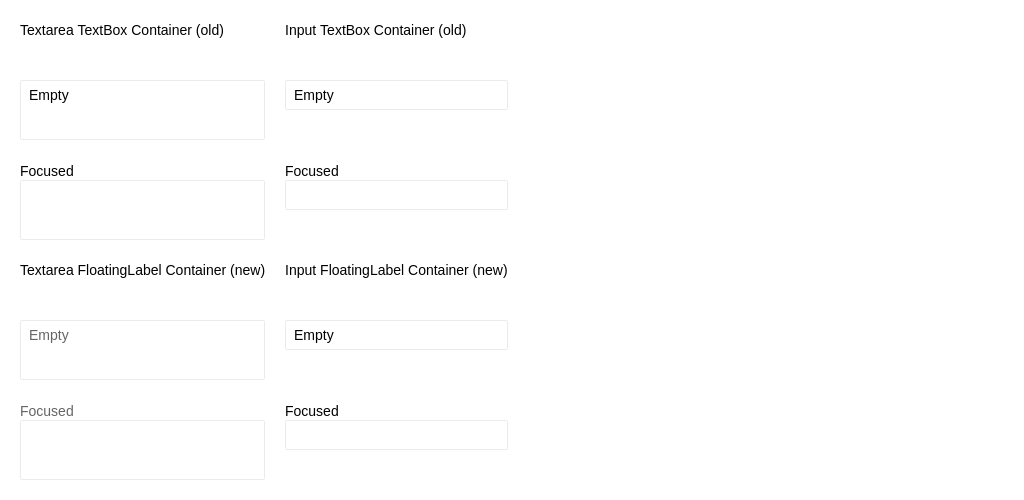 Textarea TextBox Container (old)
Input TextBox Container (old)
Empty
Empty
Focused
Focused
Textarea FloatingLabel Container (new)
Input FloatingLabel Container (new)
Empty
Empty
Focused
Focused